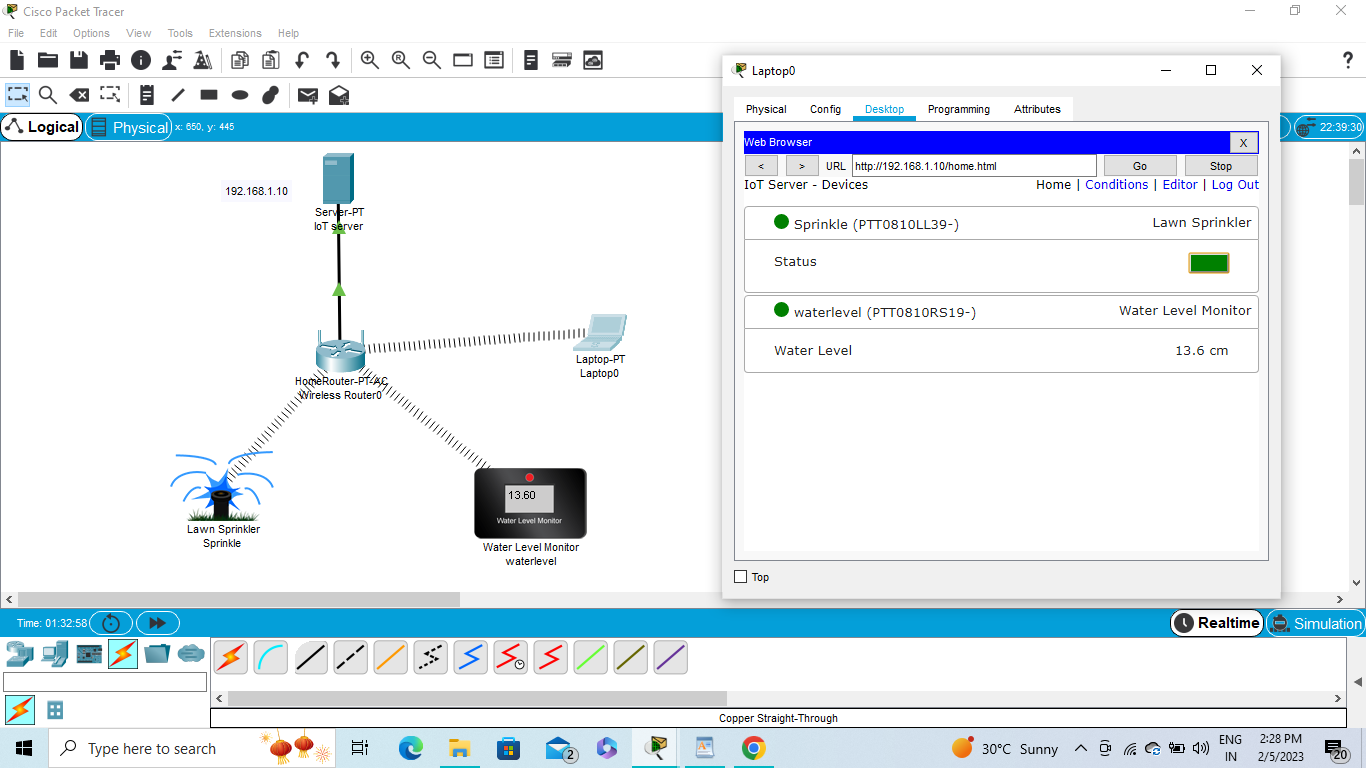 Cisco Packet Tracer
File Edit Options View Tools Extensions Help
Logical
Physical x: 650, y: 445
22:39:30
192.168.1.10
Server-PT
IoT server
Laptop-PT
Laptop0
HomeRouter-PT-AC
Wireless Router0
Lawn Sprinkler
Sprinkle
13.60
Water Level Monitor
Water Level Monitor
waterlevel
Laptop0
Physical Config Desktop Programming Attributes
Web Browser X
< > URL http://192.168.1.10/home.html Go Stop
IoT Server - Devices Home | Conditions | Editor | Log Out
Sprinkle (PTT0810LL39-) Lawn Sprinkler
Status
waterlevel (PTT0810RS19-) Water Level Monitor
Water Level 13.6 cm
Top
Time: 01:32:58 Realtime Simulation
Copper Straight-Through
Type here to search 2 30°C Sunny ENG 2:28 PM
IN 2/5/2023 20